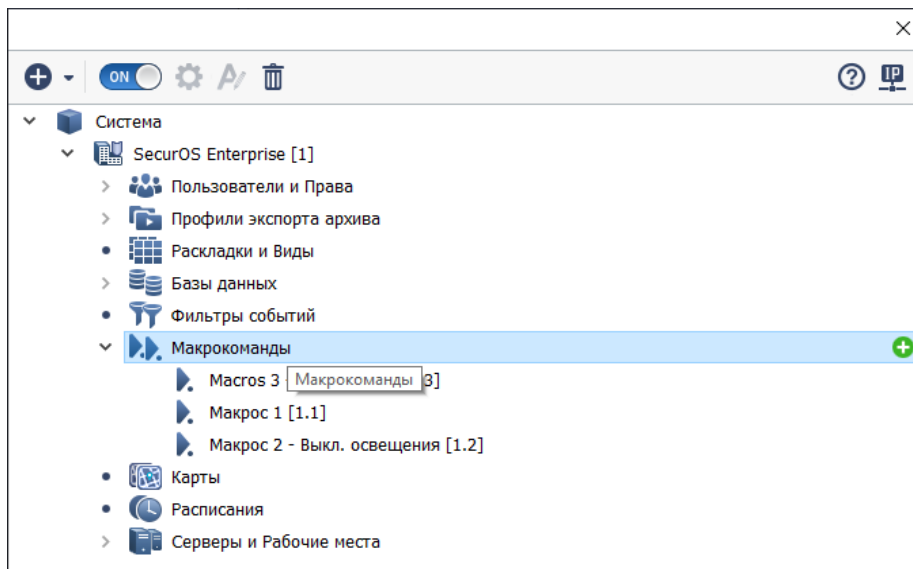 ON
IP
Система
SecurOS Enterprise [1]
Пользователи и Права
Профили экспорта архива
Раскладки и Виды
Базы данных
Фильтры событий
Макрокоманды
Macros 3 Макрокоманды 3]
Макрос 1 [1.1]
Макрос 2 - Выкл. освещения [1.2]
Карты
Расписания
Серверы и Рабочие места